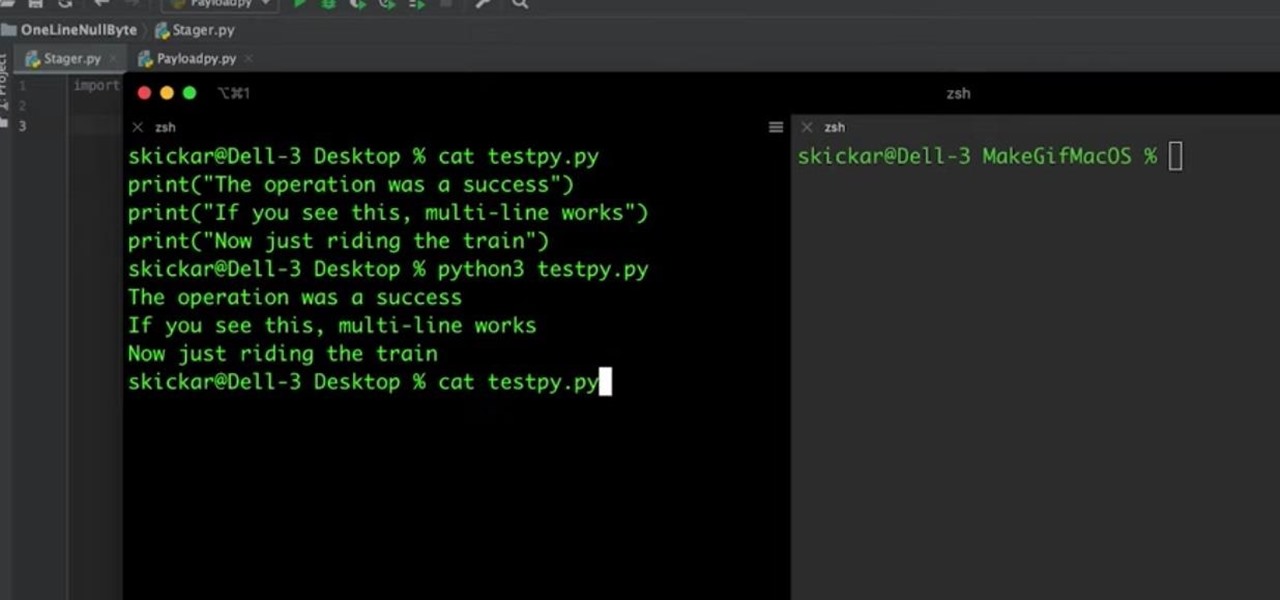 Payloadpy
OneLineNullByte
Stager.py
Stager.py
Payloadpy.py
Project
1 import
2
3
⌥⌘1
zsh
zsh
zsh
skickar@Dell-3 Desktop % cat testpy.py
print("The operation was a success")
print("If you see this, multi-line works")
print("Now just riding the train")
skickar@Dell-3 Desktop % python3 testpy.py
The operation was a success
If you see this, multi-line works
Now just riding the train
skickar@Dell-3 Desktop % cat testpy.py
skickar@Dell-3 MakeGifMacOS %